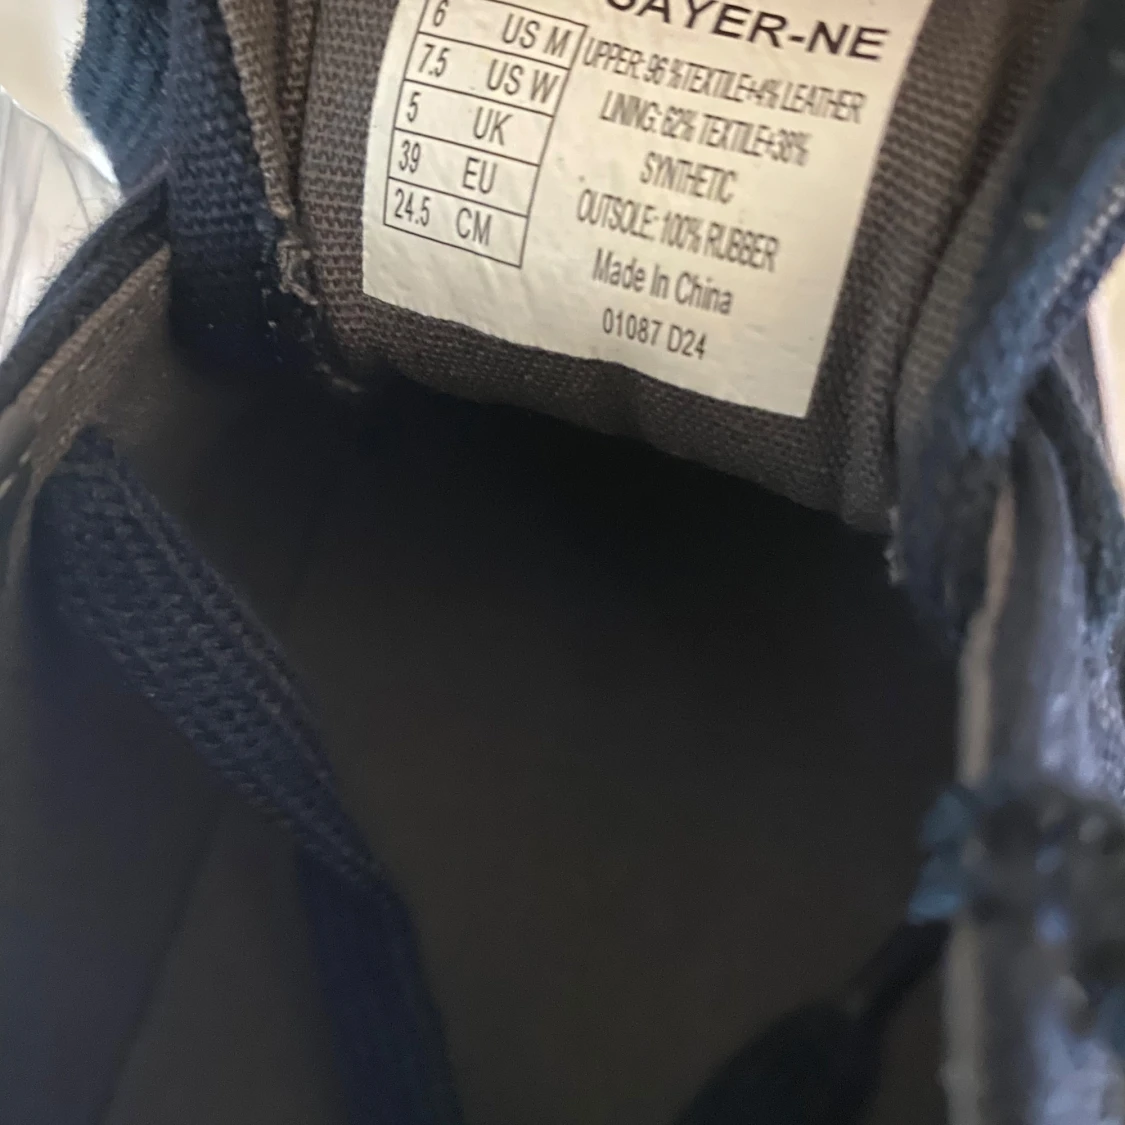 6 US M
7.5 US W
5 UK
39 EU
24.5 CM
SAYER-NE
UPPER: 96%TEXTILE+4% LEATHER
LINING: 62% TEXTILE+38%
SYNTHETIC
OUTSOLE: 100% RUBBER
Made In China
01087 D24